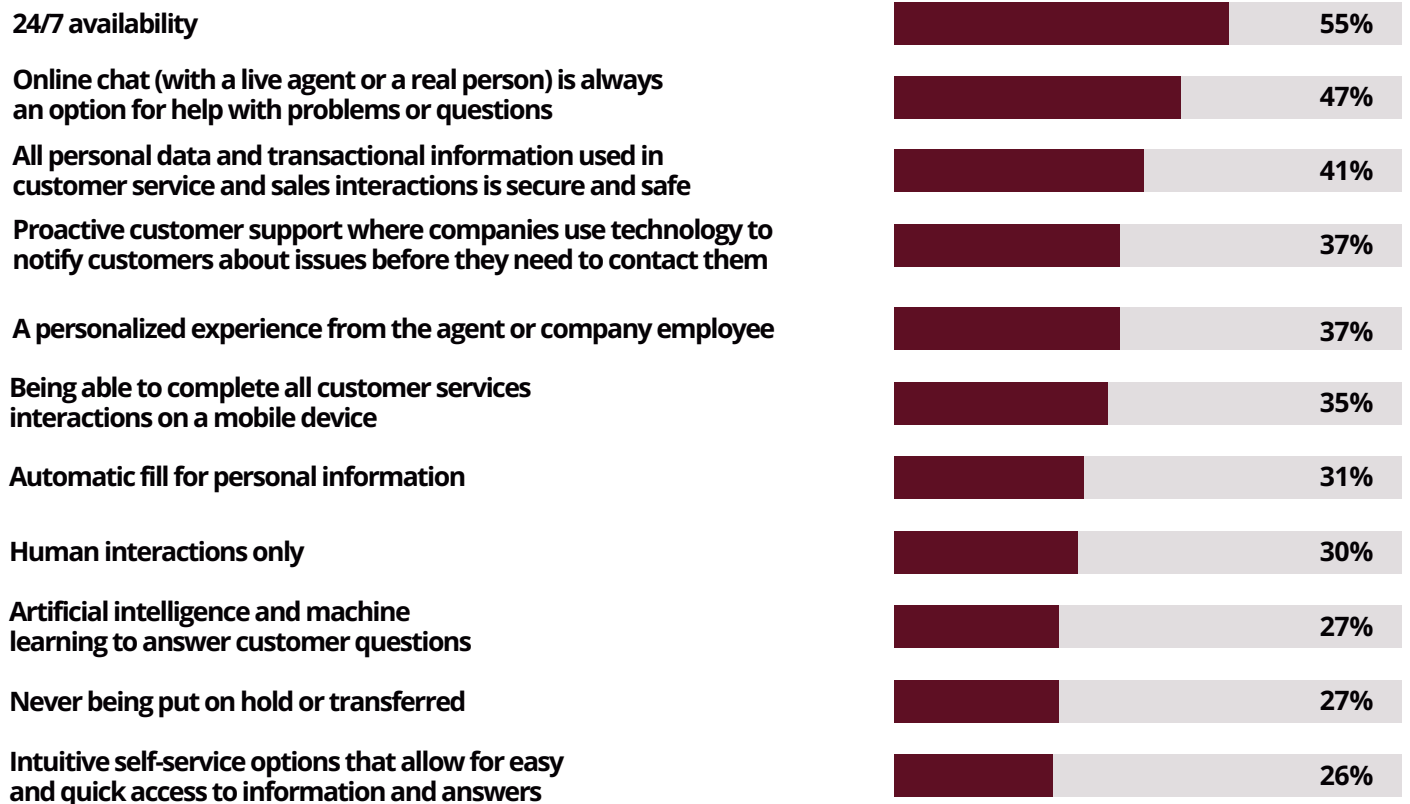 24/7 availability
55%
Online chat (with a live agent or a real person) is always
an option for help with problems or questions
47%
All personal data and transactional information used in
customer service and sales interactions is secure and safe
41%
Proactive customer support where companies use technology to
notify customers about issues before they need to contact them
37%
A personalized experience from the agent or company employee
37%
Being able to complete all customer services
interactions on a mobile device
35%
Automatic fill for personal information
31%
Human interactions only
30%
Artificial intelligence and machine
learning to answer customer questions
27%
Never being put on hold or transferred
27%
Intuitive self-service options that allow for easy
and quick access to information and answers
26%